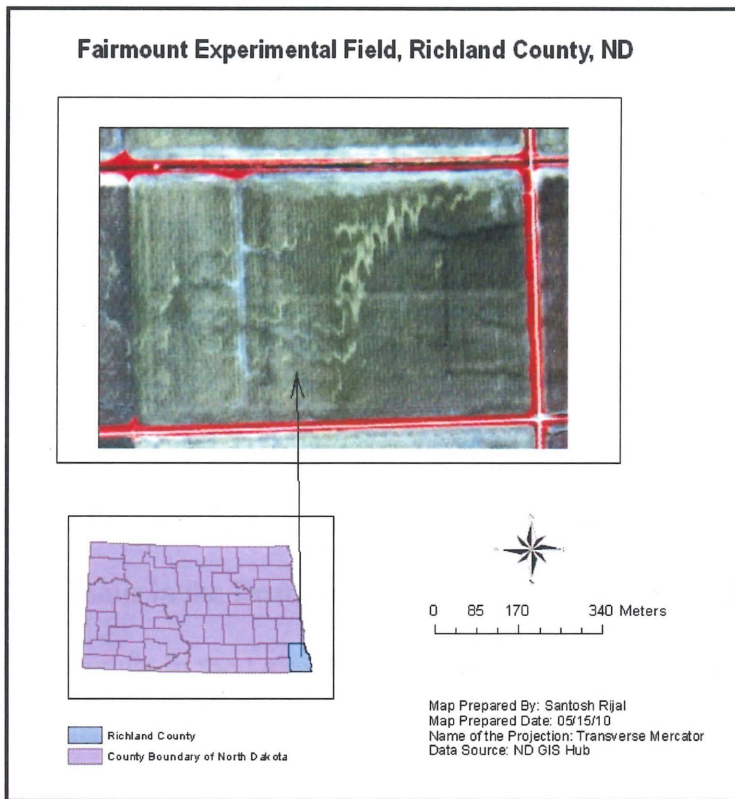 Fairmount Experimental Field, Richland County, ND
0 85 170 340 Meters
Richland County
County Boundary of North Dakota
Map Prepared By: Santosh Rijal
Map Prepared Date: 05/15/10
Name of the Projection: Transverse Mercator
Data Source: ND GIS Hub